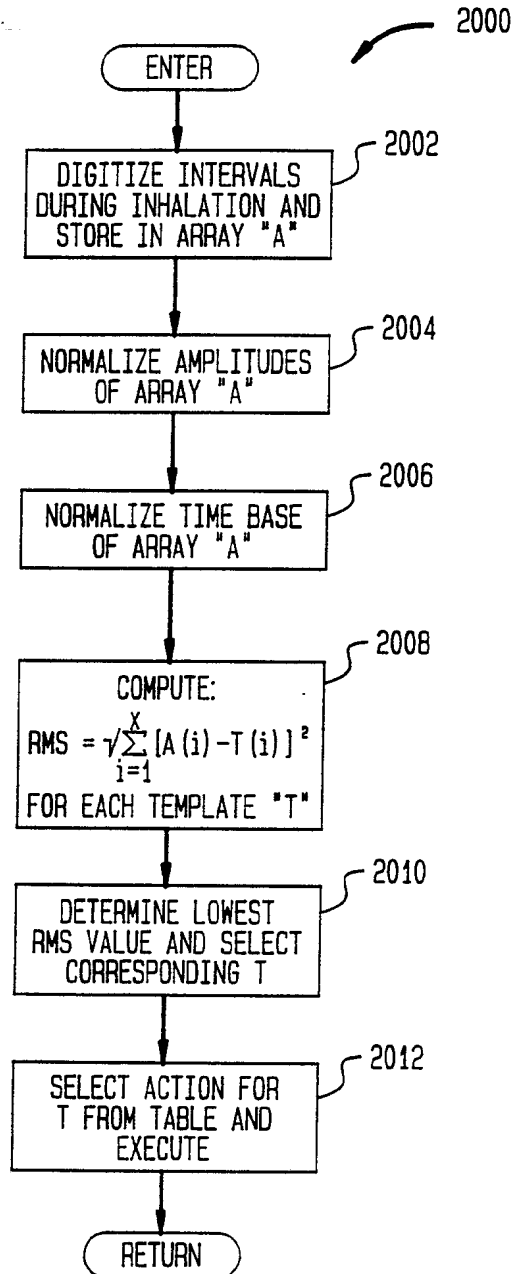 2000
ENTER
2002
DIGITIZE INTERVALS
DURING INHALATION AND
STORE IN ARRAY "A"
2004
NORMALIZE AMPLITUDES
OF ARRAY "A"
2006
NORMALIZE TIME BASE
OF ARRAY "A"
2008
COMPUTE:
RMS = √∑_{i=1}^{X} [A(i)-T(i)]²
FOR EACH TEMPLATE "T"
2010
DETERMINE LOWEST
RMS VALUE AND SELECT
CORRESPONDING T
2012
SELECT ACTION FOR
T FROM TABLE AND
EXECUTE
RETURN